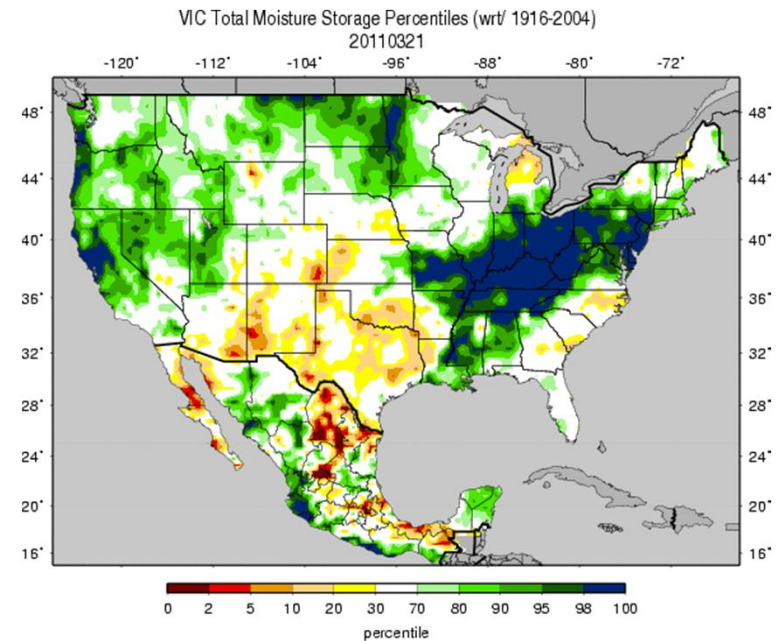 VIC Total Moisture Storage Percentiles (wrt/ 1916-2004)
20110321
-120° -112° -104° -96° -88° -80° -72°
48° 48°
44° 44°
40° 40°
36° 36°
32° 32°
28° 28°
24° 24°
20° 20°
16° 16°
0 2 5 10 20 30 70 80 90 95 98 100
percentile